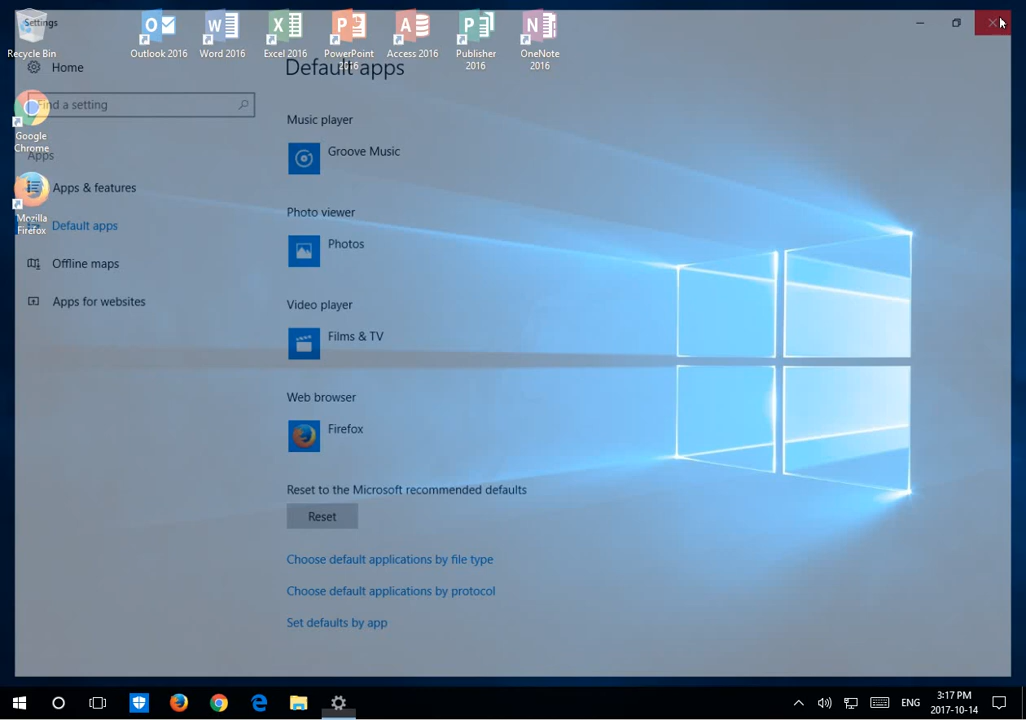 Settings
Recycle Bin
Outlook 2016
Word 2016
Excel 2016
PowerPoint
2016
Access 2016
Publisher
2016
OneNote
2016
Home
Default apps
Find a setting
Google
Chrome
Apps
Music player
Groove Music
Apps & features
Mozilla
Firefox
Default apps
Photo viewer
Photos
Offline maps
Apps for websites
Video player
Films & TV
Web browser
Firefox
Reset to the Microsoft recommended defaults
Reset
Choose default applications by file type
Choose default applications by protocol
Set defaults by app
ENG
3:17 PM
2017-10-14